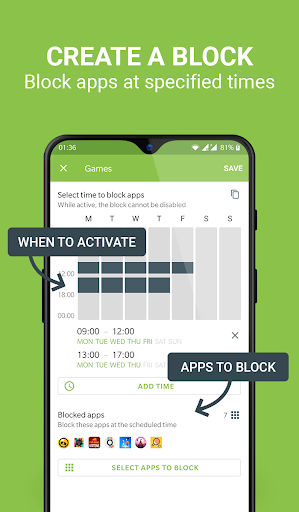 CREATE A BLOCK
Block apps at specified times
01:36
81%
Games
SAVE
Select time to block apps
While active, the block cannot be disabled
M T W T F S S
WHEN TO ACTIVATE
12:00
18:00
00:00
09:00 – 12:00
MON TUE WED THU FRI SAT SUN
13:00 – 17:00
MON TUE WED THU FRI SAT SUN
APPS TO BLOCK
ADD TIME
Blocked apps
Block these apps at the scheduled time
7
SELECT APPS TO BLOCK